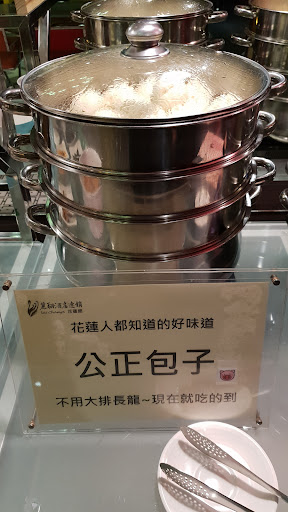 花蓮人都知道的好味道
公正包子
不用大排長龍~現在就吃的到